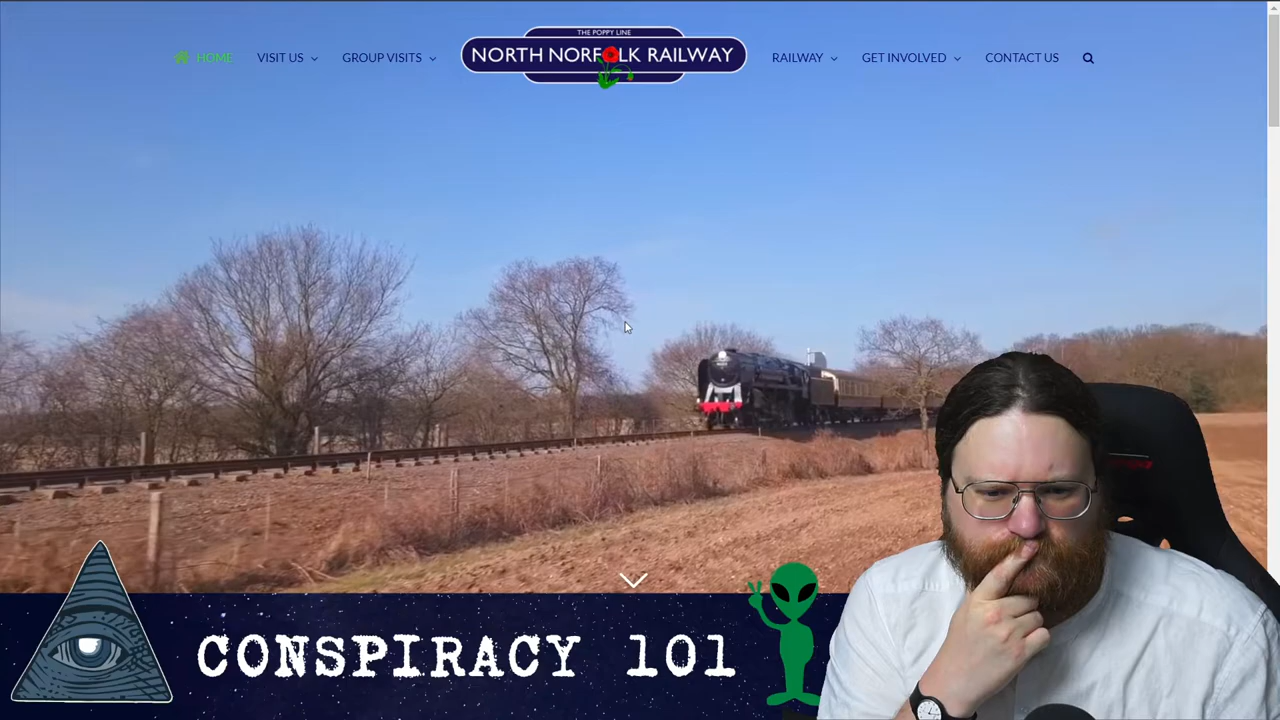 HOME VISIT US GROUP VISITS
THE POPPY LINE
NORTH NORFOLK RAILWAY
RAILWAY GET INVOLVED CONTACT US
CONSPIRACY 101